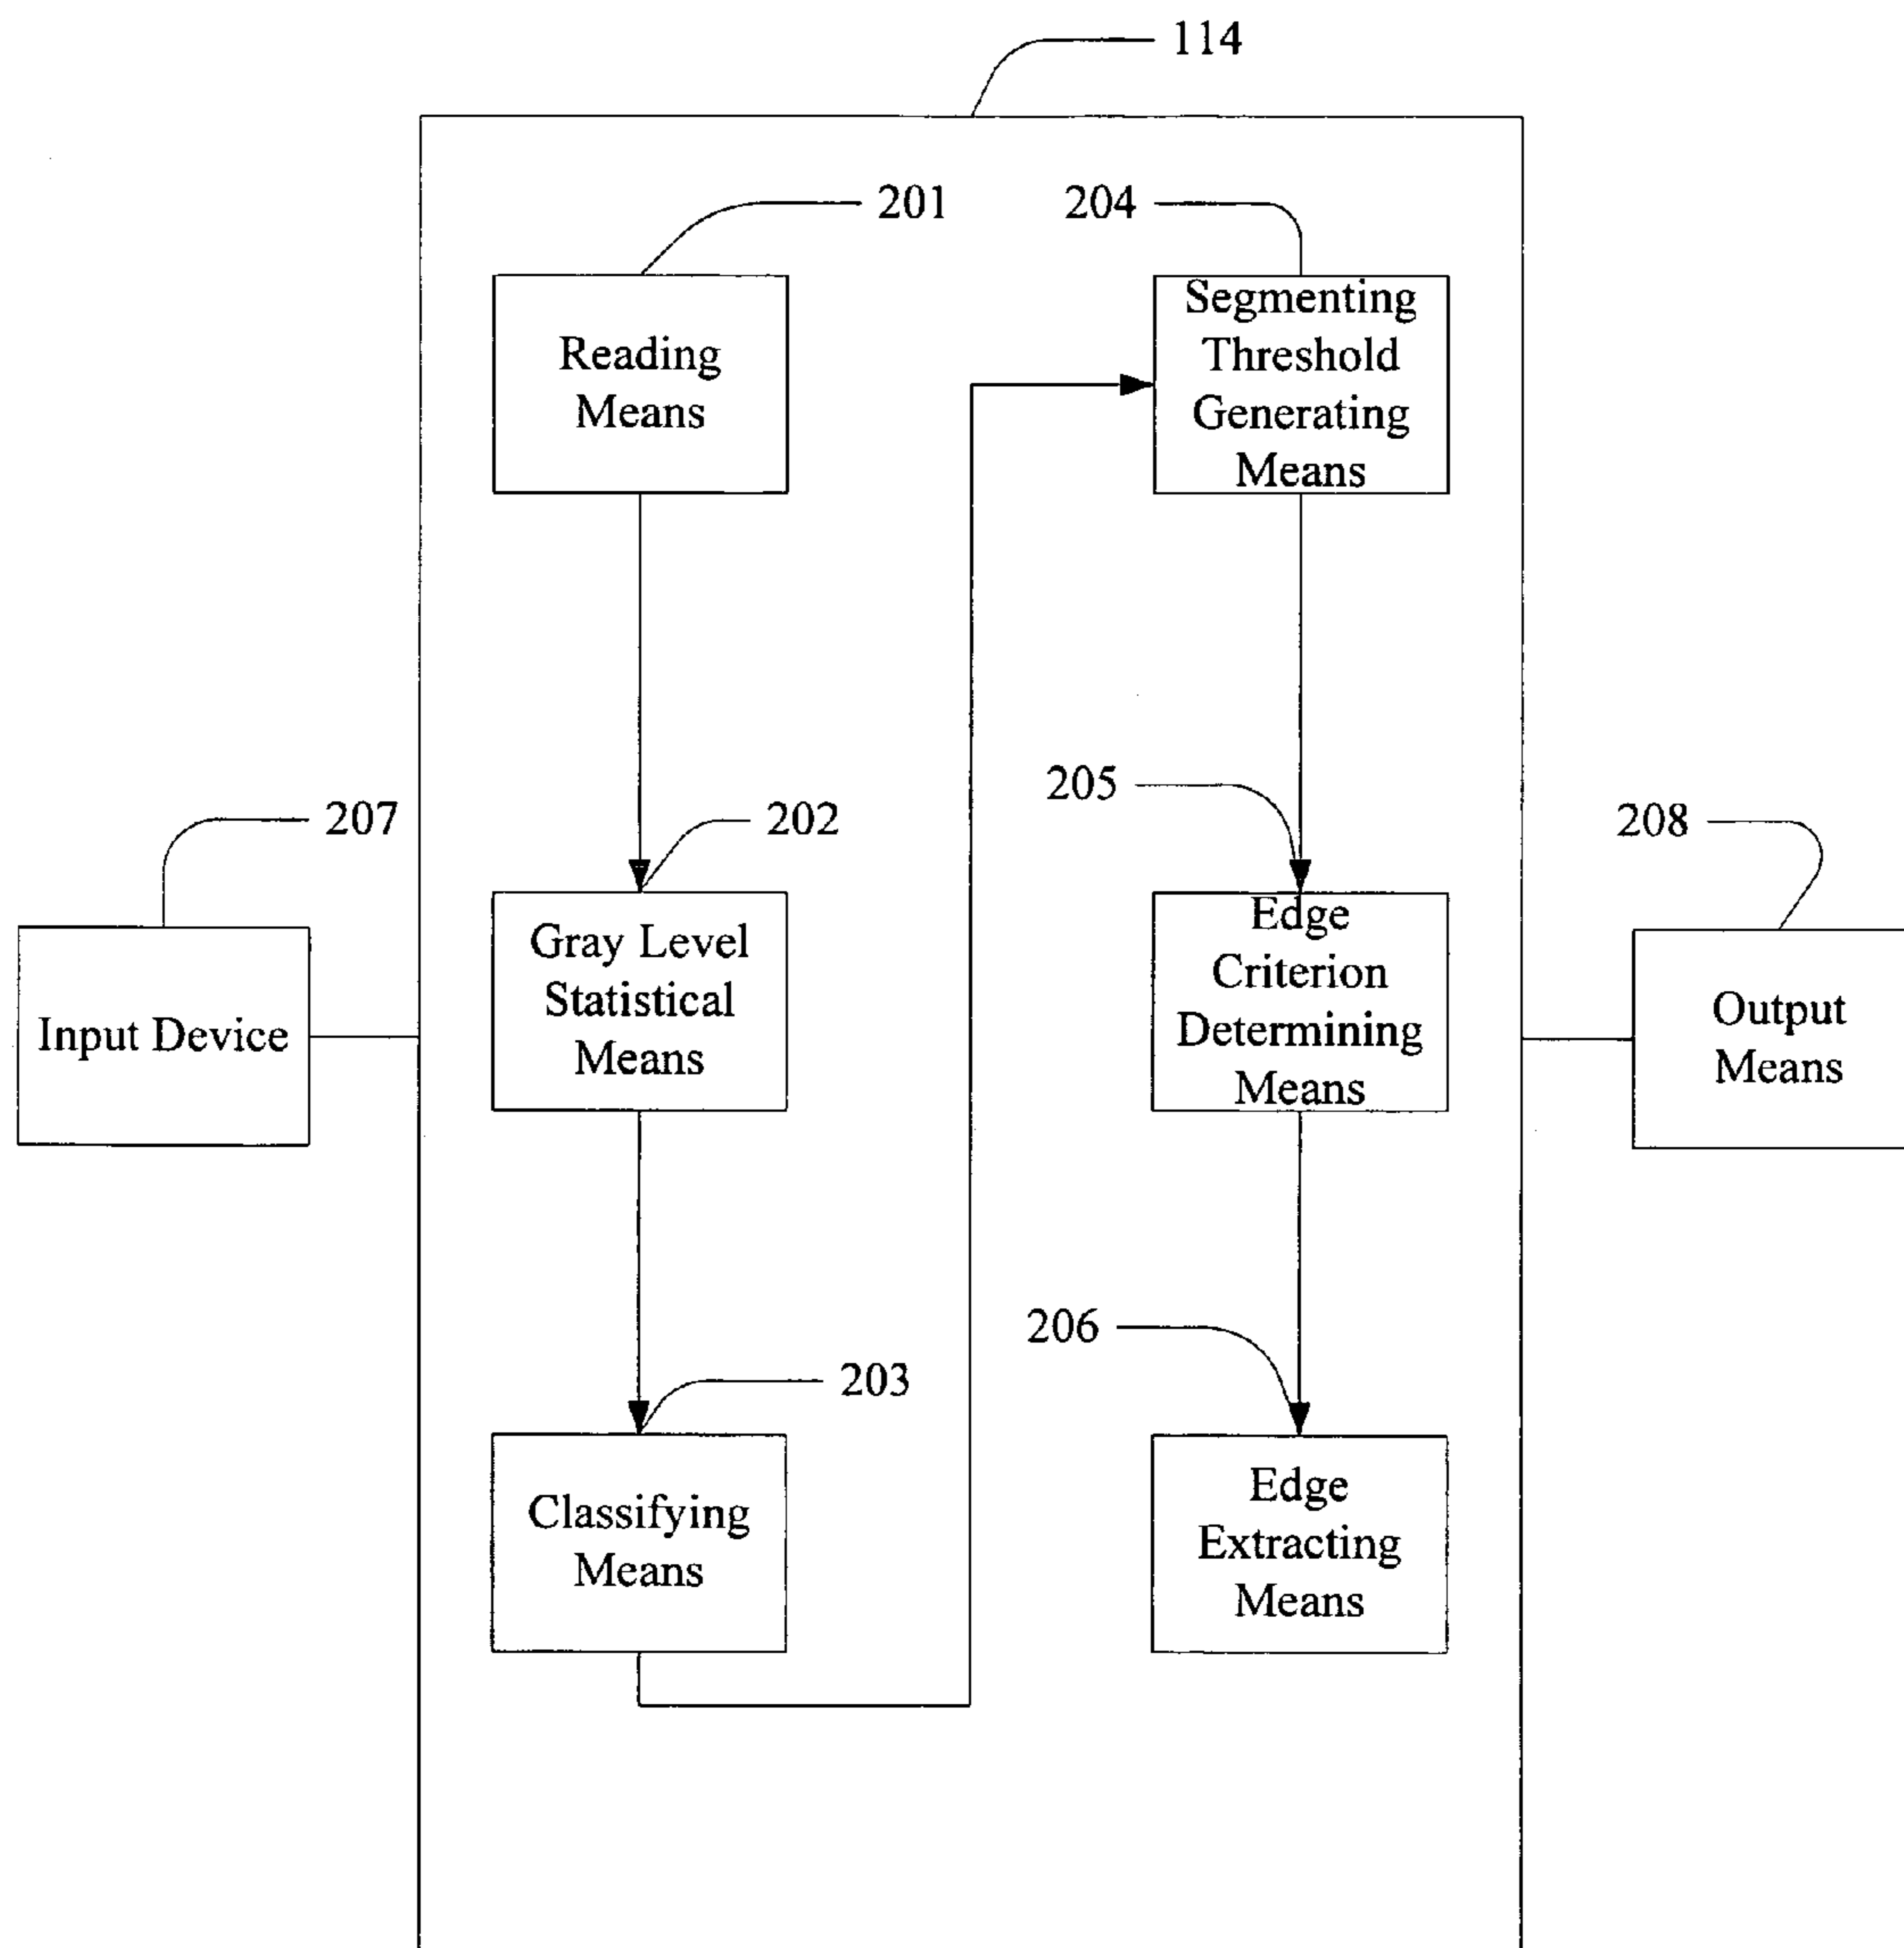 114
201
204
Reading
Means
Segmenting
Threshold
Generating
Means
207
202
205
208
Input Device
Gray Level
Statistical
Means
Edge
Criterion
Determining
Means
Output
Means
203
206
Classifying
Means
Edge
Extracting
Means